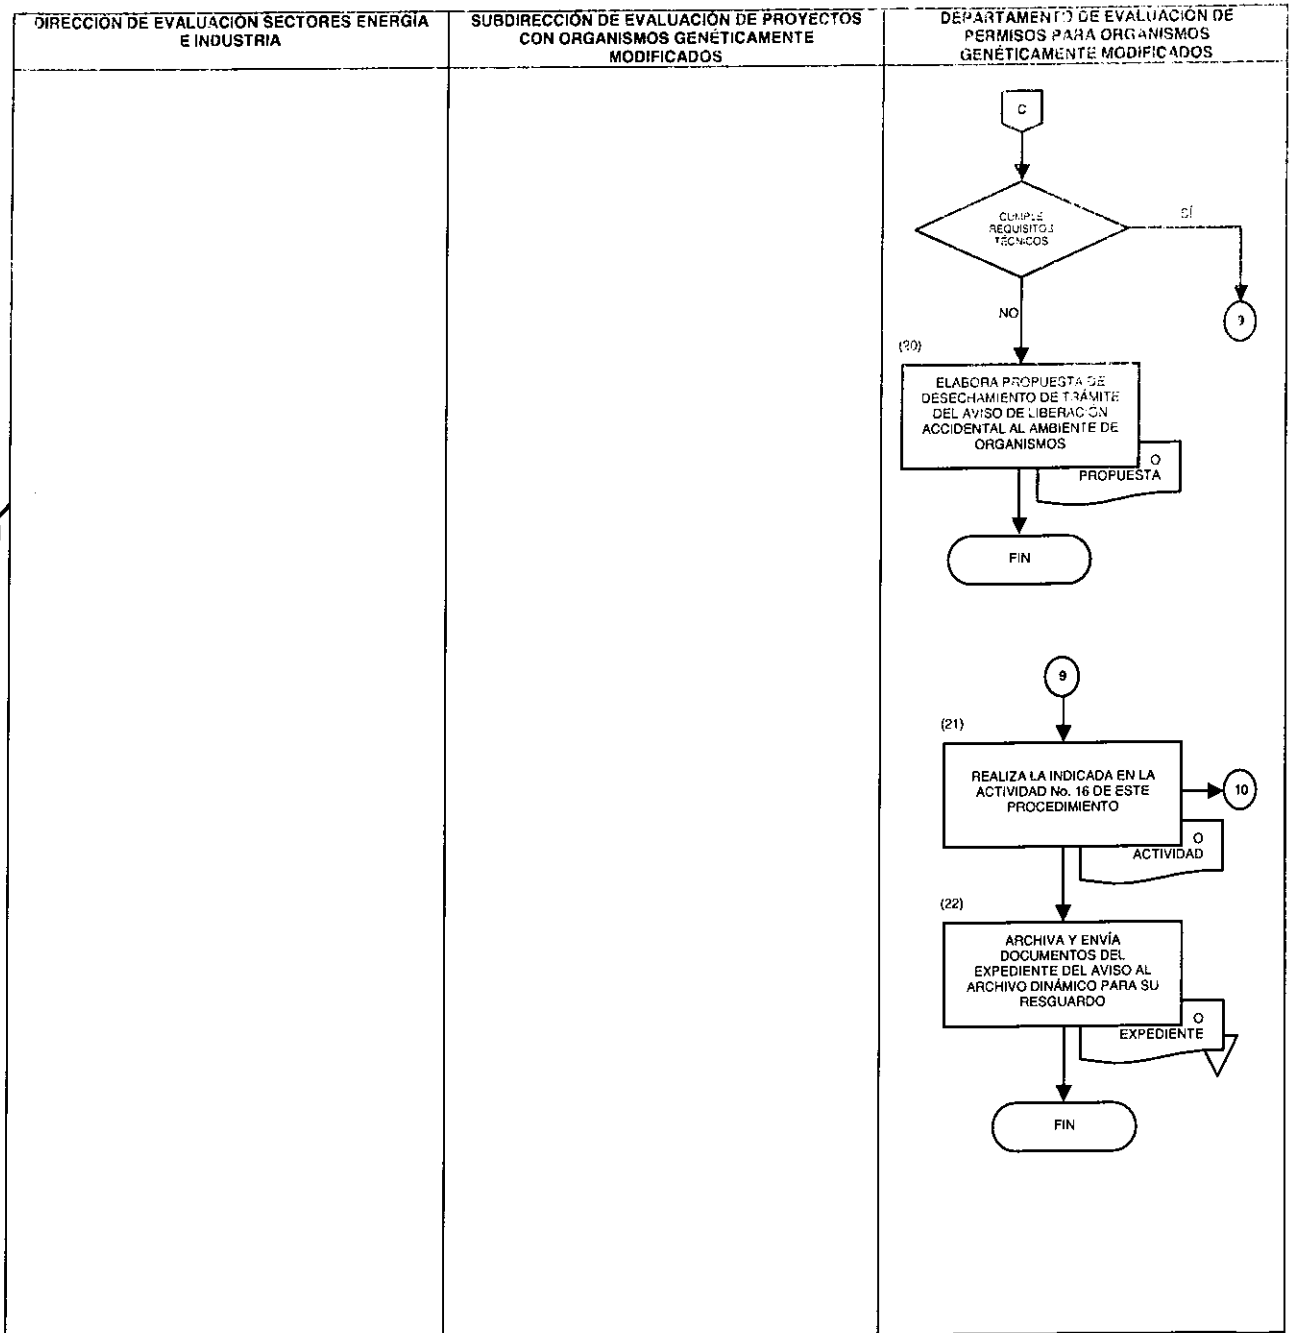 DIRECCIÓN DE EVALUACIÓN SECTORES ENERGÍA
E INDUSTRIA
SUBDIRECCIÓN DE EVALUACIÓN DE PROYECTOS
CON ORGANISMOS GENÉTICAMENTE
MODIFICADOS
DEPARTAMENTO DE EVALUACIÓN DE
PERMISOS PARA ORGANISMOS
GENÉTICAMENTE MODIFICADOS
C
CUMPLE
REQUISITOS
TÉCNICOS
SÍ
NO
9
(20)
ELABORA PROPUESTA DE
DESECHAMIENTO DE TRÁMITE
DEL AVISO DE LIBERACIÓN
ACCIDENTAL AL AMBIENTE DE
ORGANISMOS
O
PROPUESTA
FIN
9
(21)
REALIZA LA INDICADA EN LA
ACTIVIDAD No. 16 DE ESTE
PROCEDIMIENTO
10
O
ACTIVIDAD
(22)
ARCHIVA Y ENVÍA
DOCUMENTOS DEL
EXPEDIENTE DEL AVISO AL
ARCHIVO DINÁMICO PARA SU
RESGUARDO
O
EXPEDIENTE
FIN